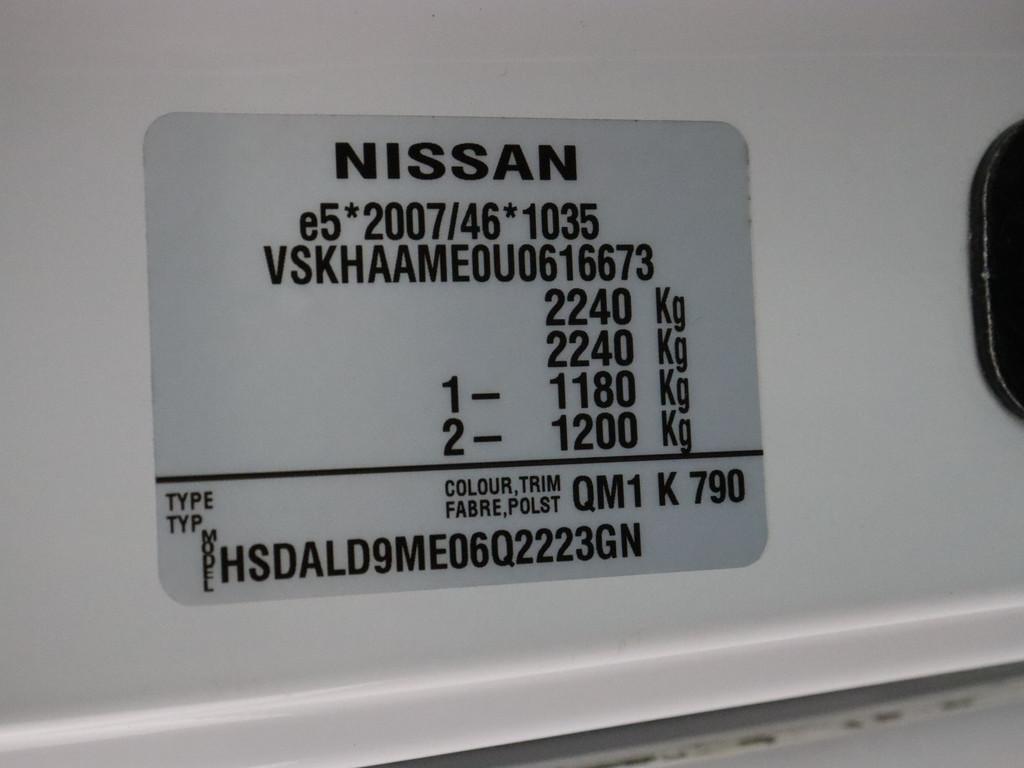 NISSAN
e5*2007/46*1035
VSKHAAME0U0616673
2240 Kg
2240 Kg
1– 1180 Kg
2– 1200 Kg
TYPE
TYP
COLOUR,TRIM
FABRE,POLST
QM1 K 790
MODEL
HSDALD9ME06Q2223GN